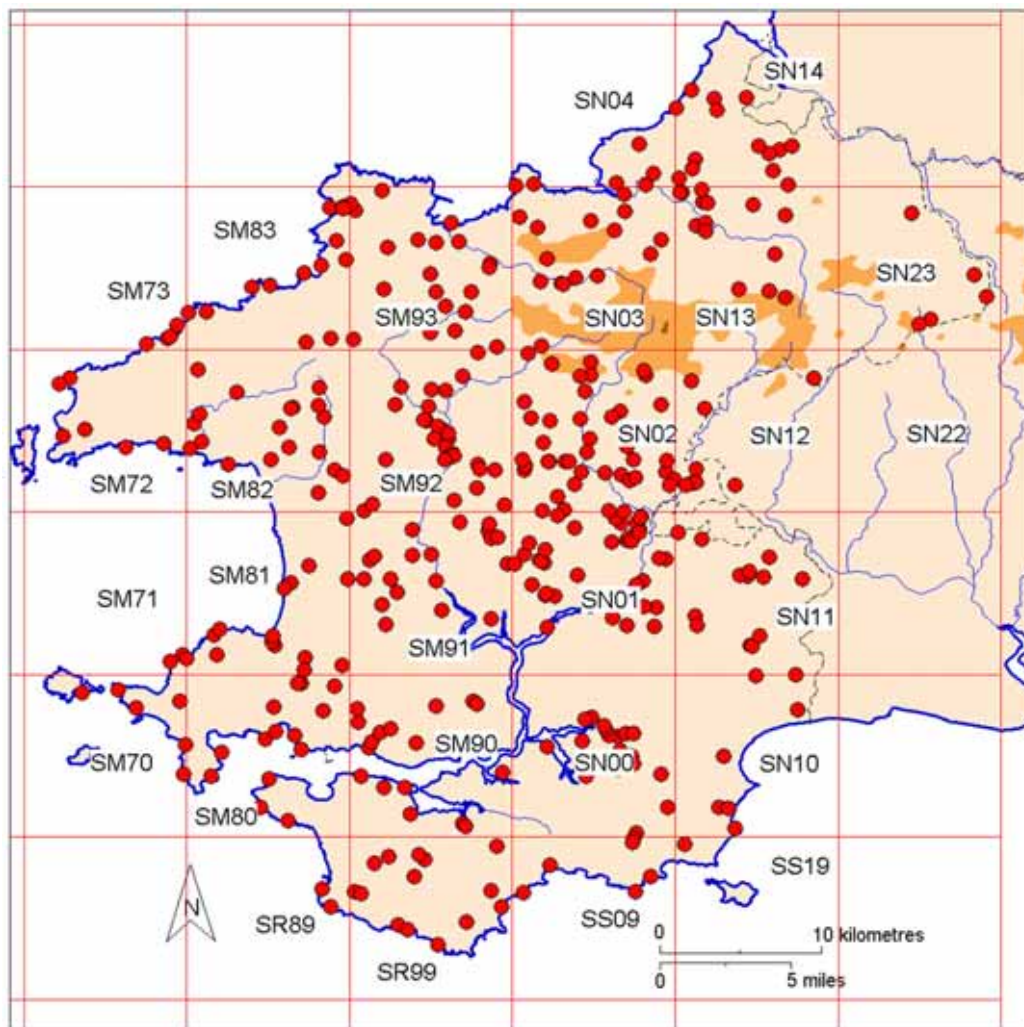 SN14
SN04
SM83
SN23
SM73
SM93
SN03
SN13
SN02
SN12
SN22
SM72
SM82
SM92
SM81
SM71
SN01
SN11
SM91
SM90
SN00
SN10
SM70
SM80
SS19
N
SR89
SS09
0 10 kilometres
SR99
0 5 miles